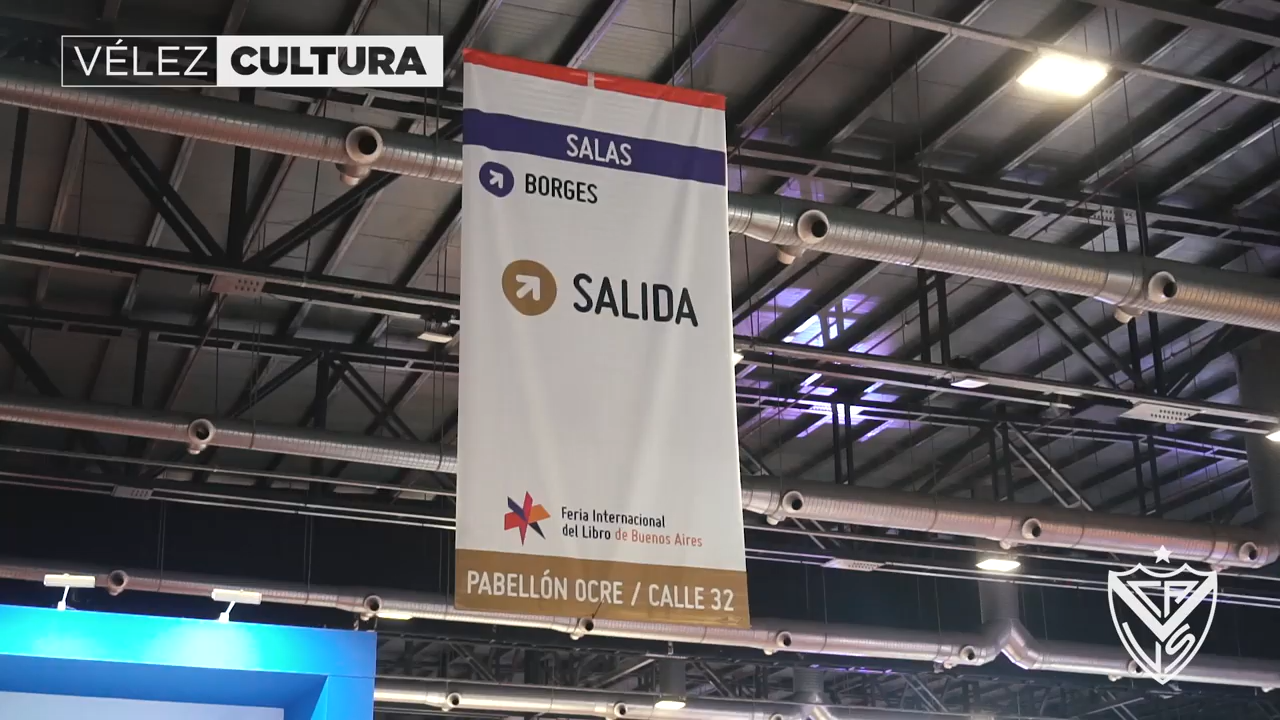 VÉLEZ CULTURA
SALAS
BORGES
SALIDA
Feria Internacional
del Libro de Buenos Aires
PABELLÓN OCRE / CALLE 32